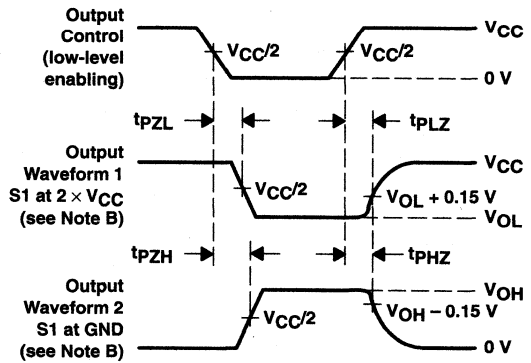 Output
Control
(low-level
enabling)
VCC/2
VCC/2
VCC
0 V
tPZL
tPLZ
Output
Waveform 1
S1 at 2 × VCC
(see Note B)
VCC/2
VCC
VOL + 0.15 V
VOL
tPZH
tPHZ
Output
Waveform 2
S1 at GND
(see Note B)
VCC/2
VOH
VOH − 0.15 V
0 V